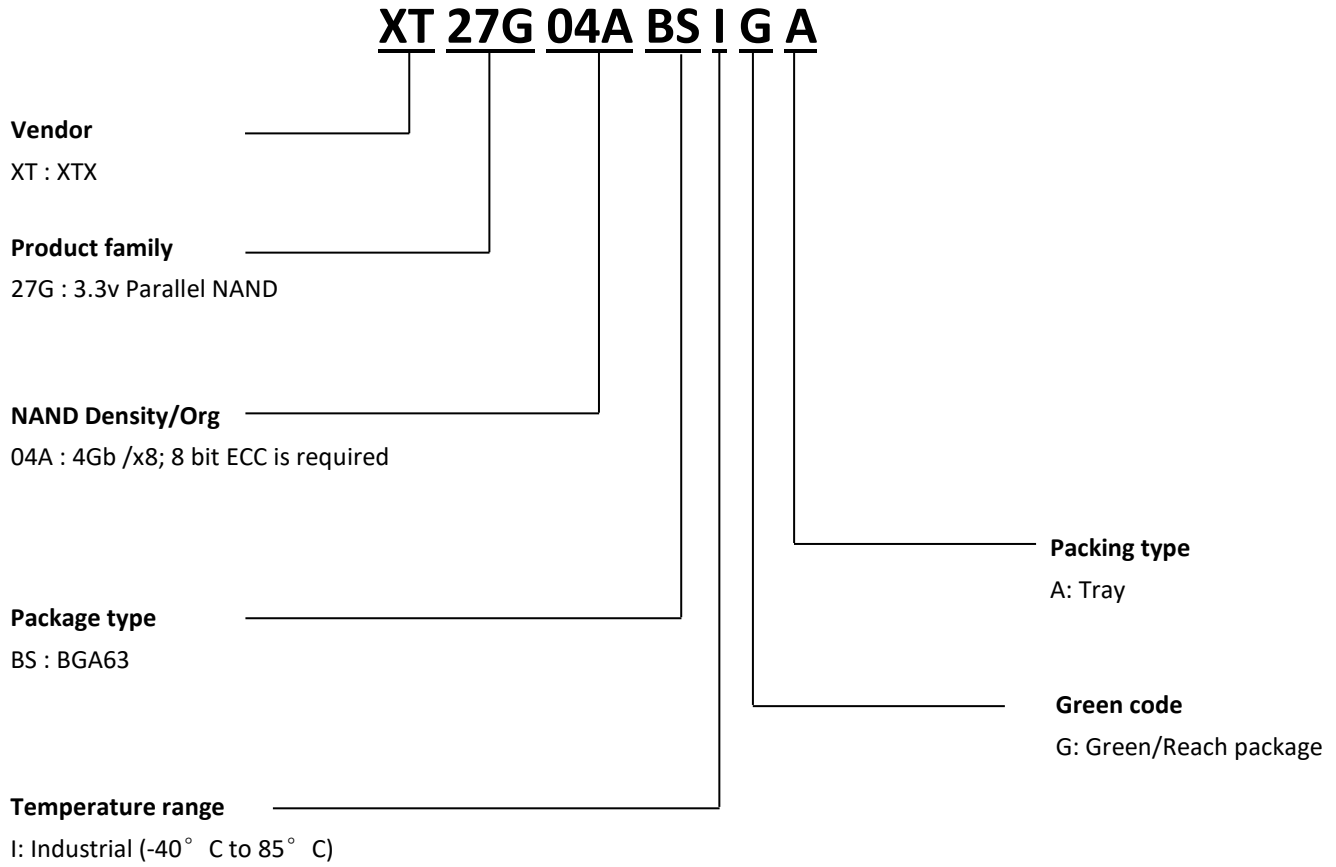 XT 27G 04A BS I G A
Vendor
XT : XTX
Product family
27G : 3.3v Parallel NAND
NAND Density/Org
04A : 4Gb /x8; 8 bit ECC is required
Packing type
A: Tray
Package type
BS : BGA63
Green code
G: Green/Reach package
Temperature range
I: Industrial (-40° C to 85° C)